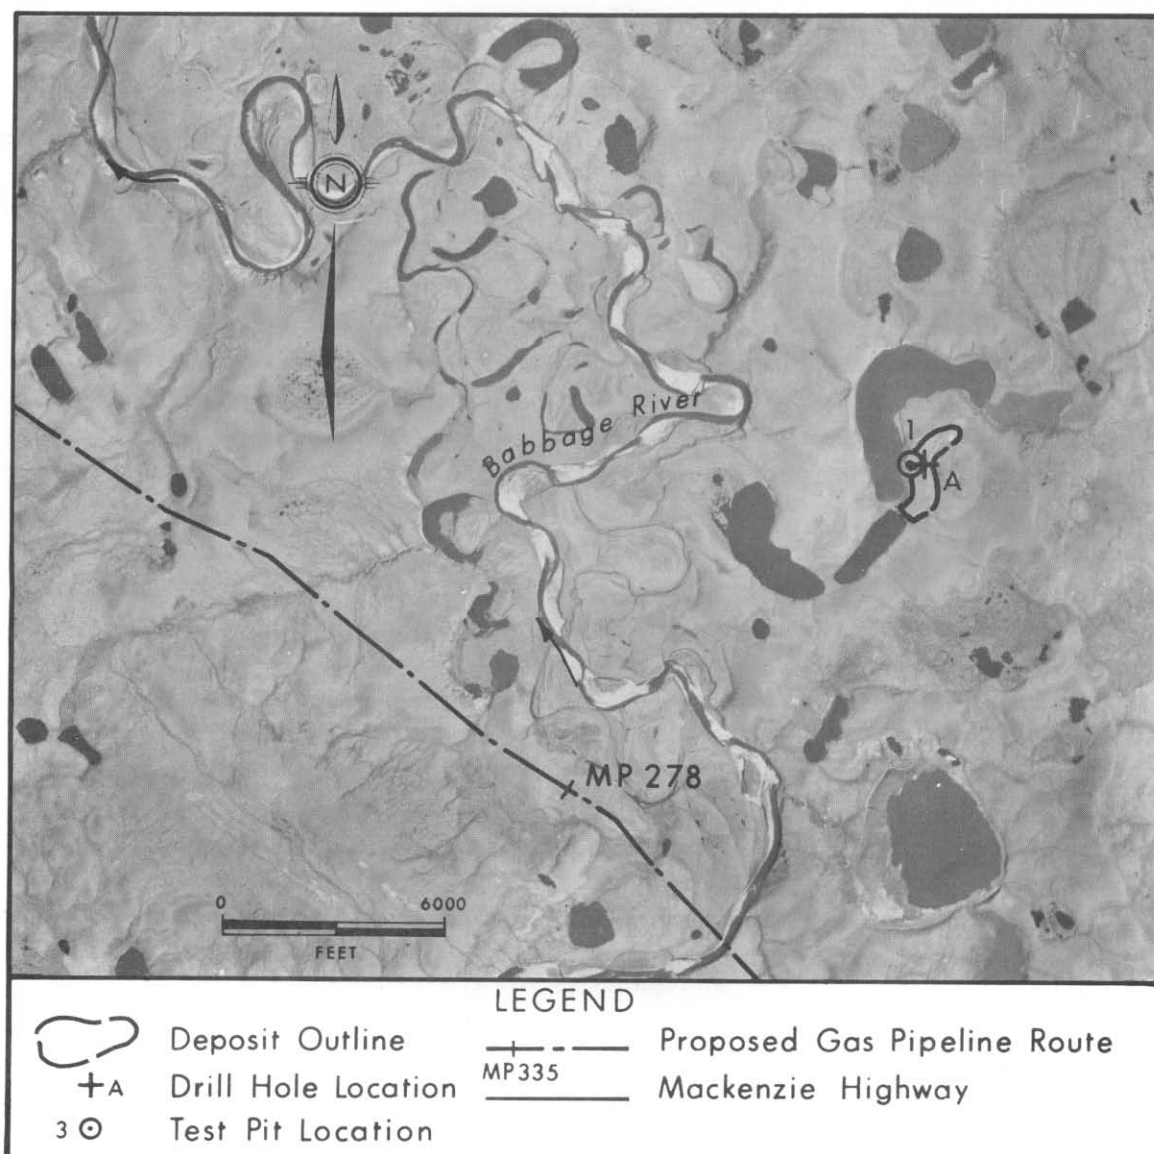 N
Babbage River
1
A
MP 278
0 6000
FEET
LEGEND
Deposit Outline
Proposed Gas Pipeline Route
MP335
A Drill Hole Location
Mackenzie Highway
3 Test Pit Location